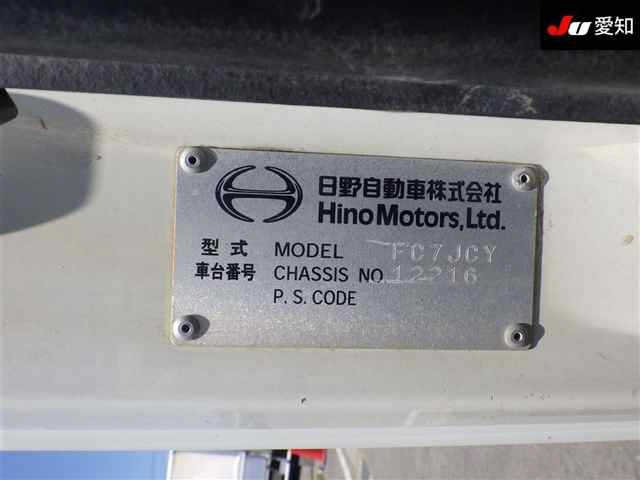 JU 愛知
日野自動車株式会社
Hino Motors, Ltd.
型式 MODEL FC7JCY
車台番号 CHASSIS NO. 12216
P. S. CODE